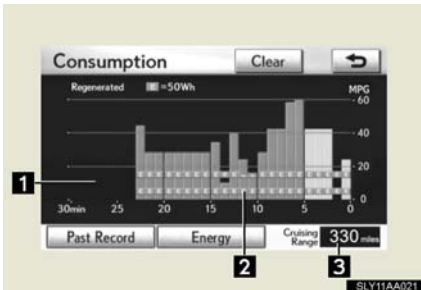 Consumption Clear
Regenerated E =50Wh MPG
60
40
20
1
0
30min 25 20 15 10 5 0
Past Record Energy Cruising Range 330 miles
2 3
SLY11AA021